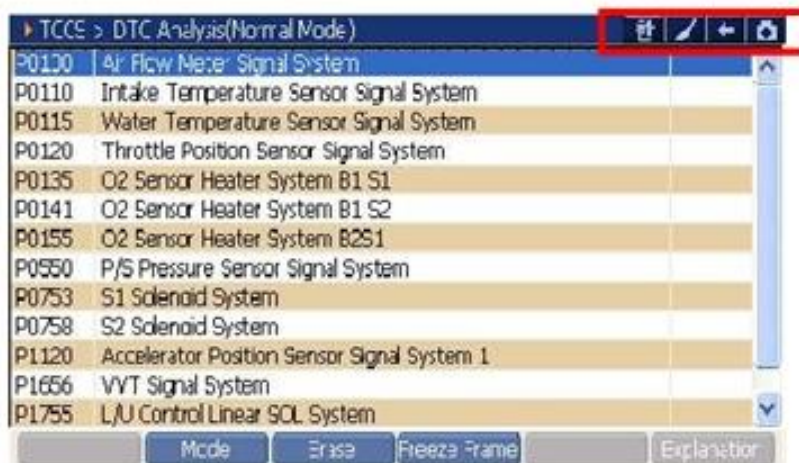 TCCS > DTC Analysis(Normal Mode)
P0100 Air Flow Meter Signal System
P0110 Intake Temperature Sensor Signal System
P0115 Water Temperature Sensor Signal System
P0120 Throttle Position Sensor Signal System
P0135 O2 Sensor Heater System B1 S1
P0141 O2 Sensor Heater System B1 S2
P0155 O2 Sensor Heater System B2S1
P0550 P/S Pressure Sensor Signal System
P0753 S1 Solenoid System
P0758 S2 Solenoid System
P1120 Accelerator Position Sensor Signal System 1
P1656 VVT Signal System
P1755 L/U Control Linear SOL System
Mode Erase Freeze Frame Explanation